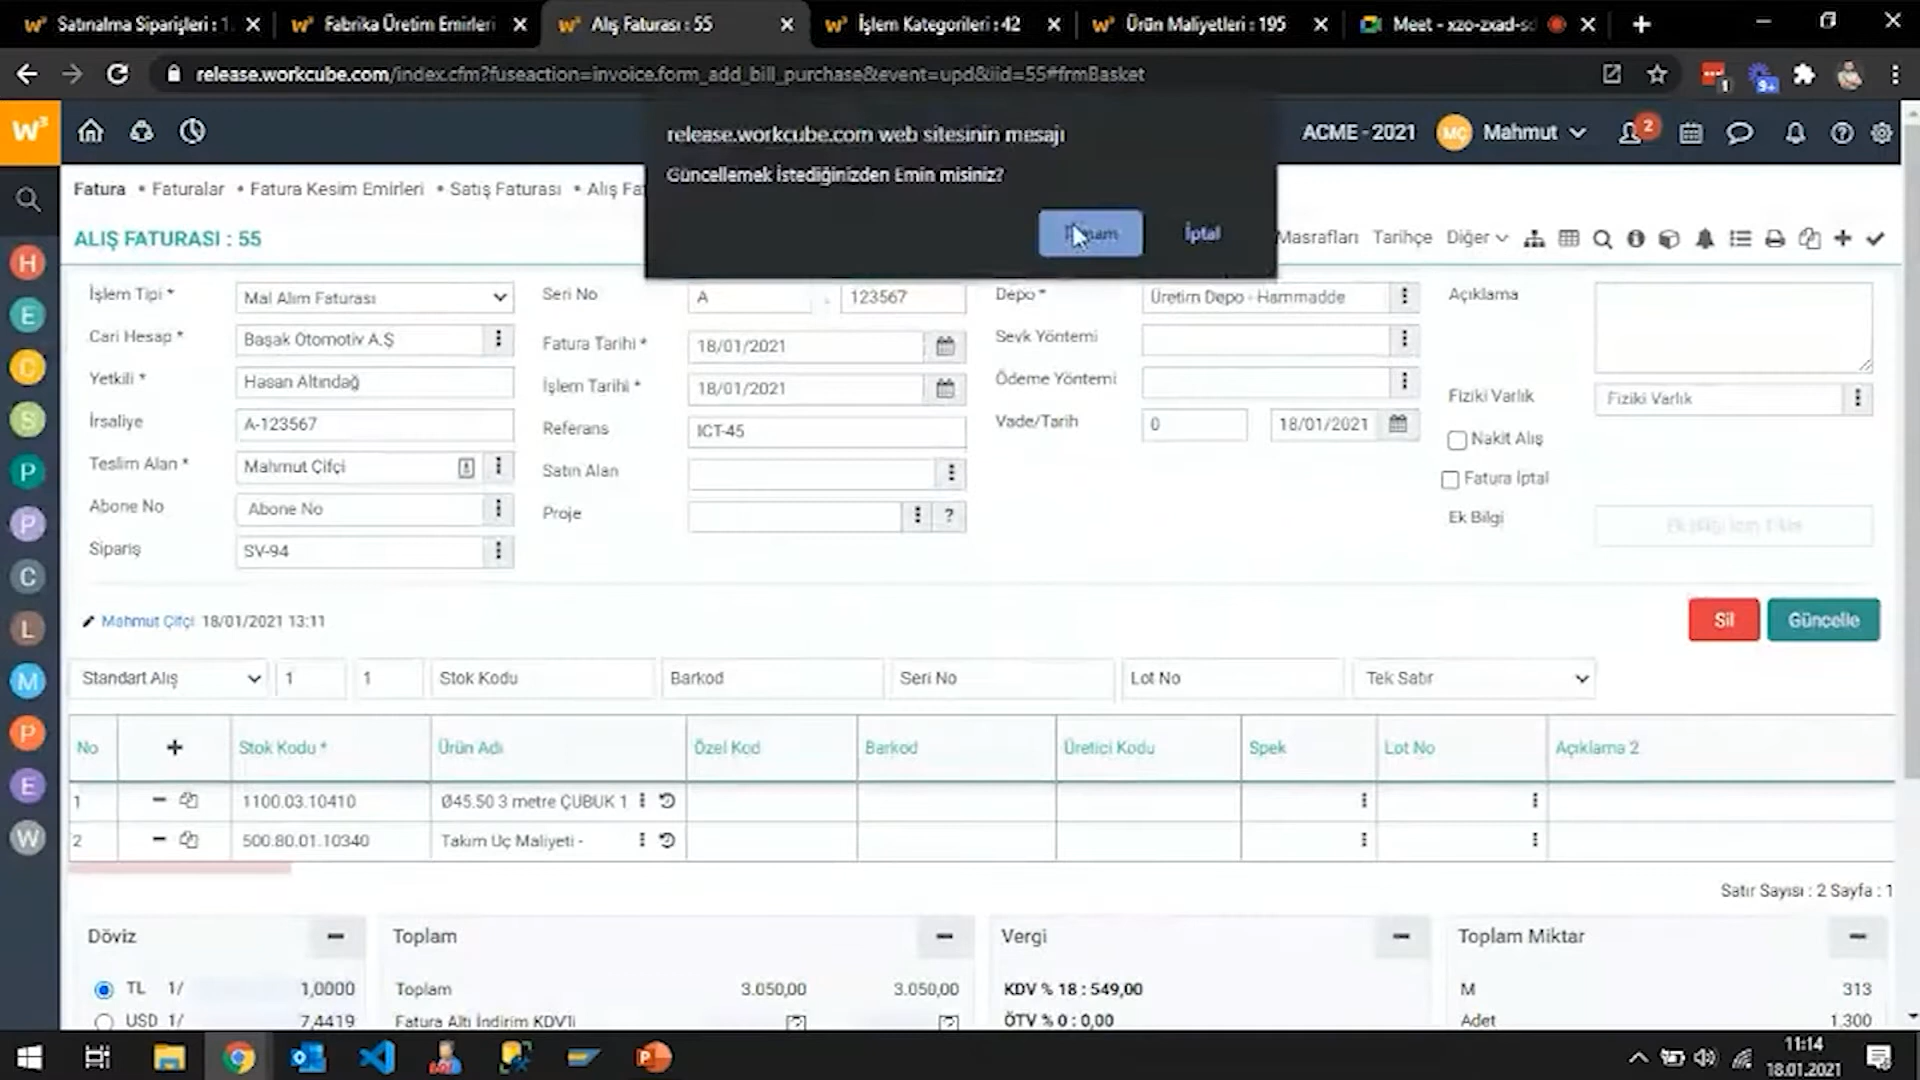 Satınalma Siparişleri : 1
Fabrika Üretim Emirleri
Alış Faturası : 55
İşlem Kategorileri : 42
Ürün Maliyetleri : 195
Meet - xzo-zxad-sc
release.workcube.com/index.cfm?fuseaction=invoice.form_add_bill_purchase&event=upd&iid=55#frmBasket
1
9+
release.workcube.com web sitesinin mesajı
Güncellemek İstediğinizden Emin misiniz?
İptal
w³
ACME - 2021
MC
Mahmut
2
Fatura • Faturalar • Fatura Kesim Emirleri • Satış Faturası • Alış Fa
ALIŞ FATURASI : 55
Masrafları Tarihçe Diğer
İşlem Tipi * Mal Alım Faturası
Cari Hesap * Başak Otomotiv A.Ş
Yetkili * Hasan Altındağ
İrsaliye A-123567
Teslim Alan * Mahmut Çifçi
Abone No Abone No
Sipariş SV-94
Seri No A - 123567
Fatura Tarihi * 18/01/2021
İşlem Tarihi * 18/01/2021
Referans ICT-45
Satın Alan
Proje ?
Depo * Üretim Depo - Hammadde
Sevk Yöntemi
Ödeme Yöntemi
Vade/Tarih 0 18/01/2021
Açıklama
Fiziki Varlık Fiziki Varlık
Nakit Alış
Fatura İptal
Ek Bilgi
H
E
C
S
P
P
C
L
M
P
E
W
Mahmut Çifçi 18/01/2021 13:11
Sil Güncelle
Standart Alış 1 1 Stok Kodu Barkod Seri No Lot No Tek Satır
No + Stok Kodu * Ürün Adı Özel Kod Barkod Üretici Kodu Spek Lot No Açıklama 2
1 1100.03.10410 Ø45.50 3 metre ÇUBUK 1
2 500.80.01.10340 Takım Uç Maliyeti -
Satır Sayısı : 2 Sayfa : 1
Döviz
TL 1/ 1,0000
USD 1/ 7,4419
Toplam
Toplam 3.050,00 3.050,00
Fatura Altı İndirim KDV'li
Vergi
KDV % 18 : 549,00
ÖTV % 0 : 0,00
Toplam Miktar
M 313
Adet 1.300
11:14
18.01.2021